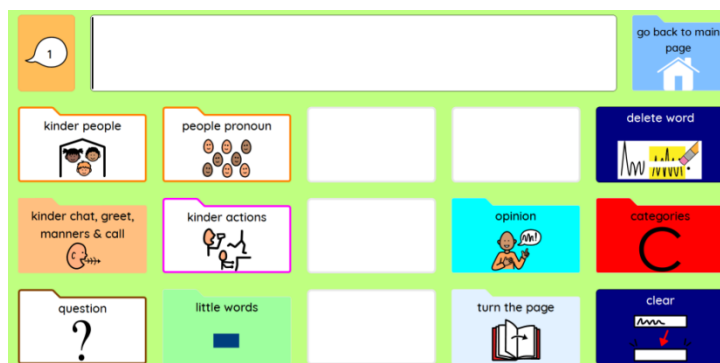 1
go back to main
page
kinder people
people pronoun
delete word
kinder chat, greet,
manners & call
kinder actions
opinion
categories
C
question
?
little words
turn the page
clear